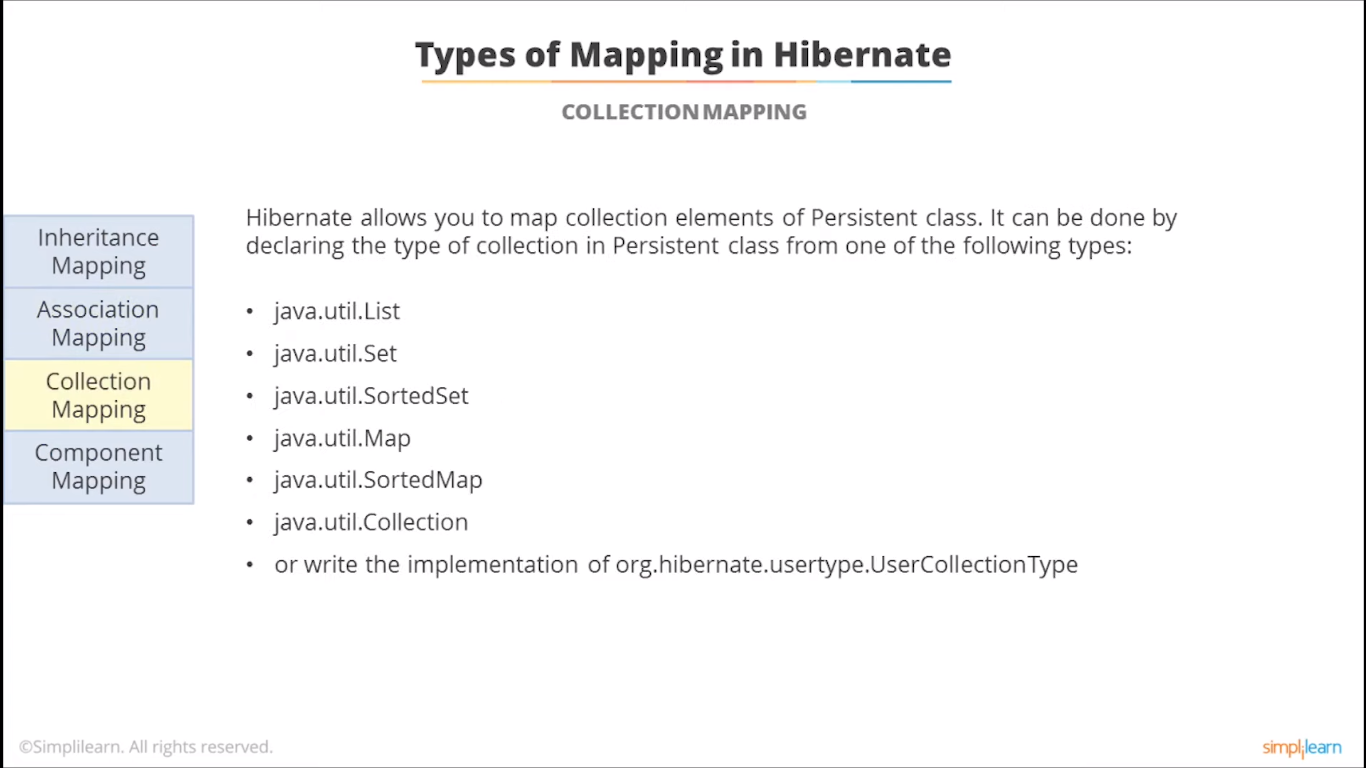 Types of Mapping in Hibernate
COLLECTION MAPPING
Inheritance
Mapping
Association
Mapping
Collection
Mapping
Component
Mapping
Hibernate allows you to map collection elements of Persistent class. It can be done by
declaring the type of collection in Persistent class from one of the following types:
• java.util.List
• java.util.Set
• java.util.SortedSet
• java.util.Map
• java.util.SortedMap
• java.util.Collection
• or write the implementation of org.hibernate.usertype.UserCollectionType
©Simplilearn. All rights reserved.
simplilearn